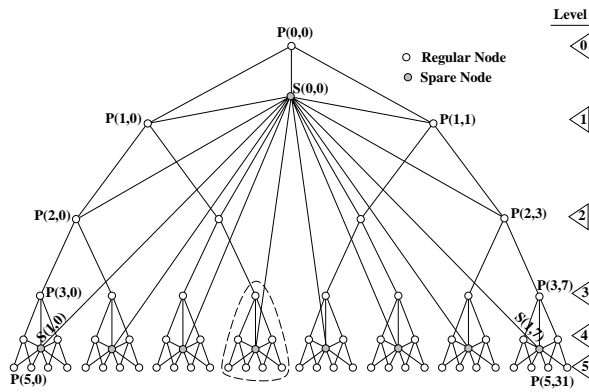 Level
P(0,0)
0
Regular Node
Spare Node
S(0,0)
P(1,0)
P(1,1)
1
P(2,0)
P(2,3)
2
P(3,0)
P(3,7)
3
S(1,0)
S(1,7)
4
5
P(5,0)
P(5,31)